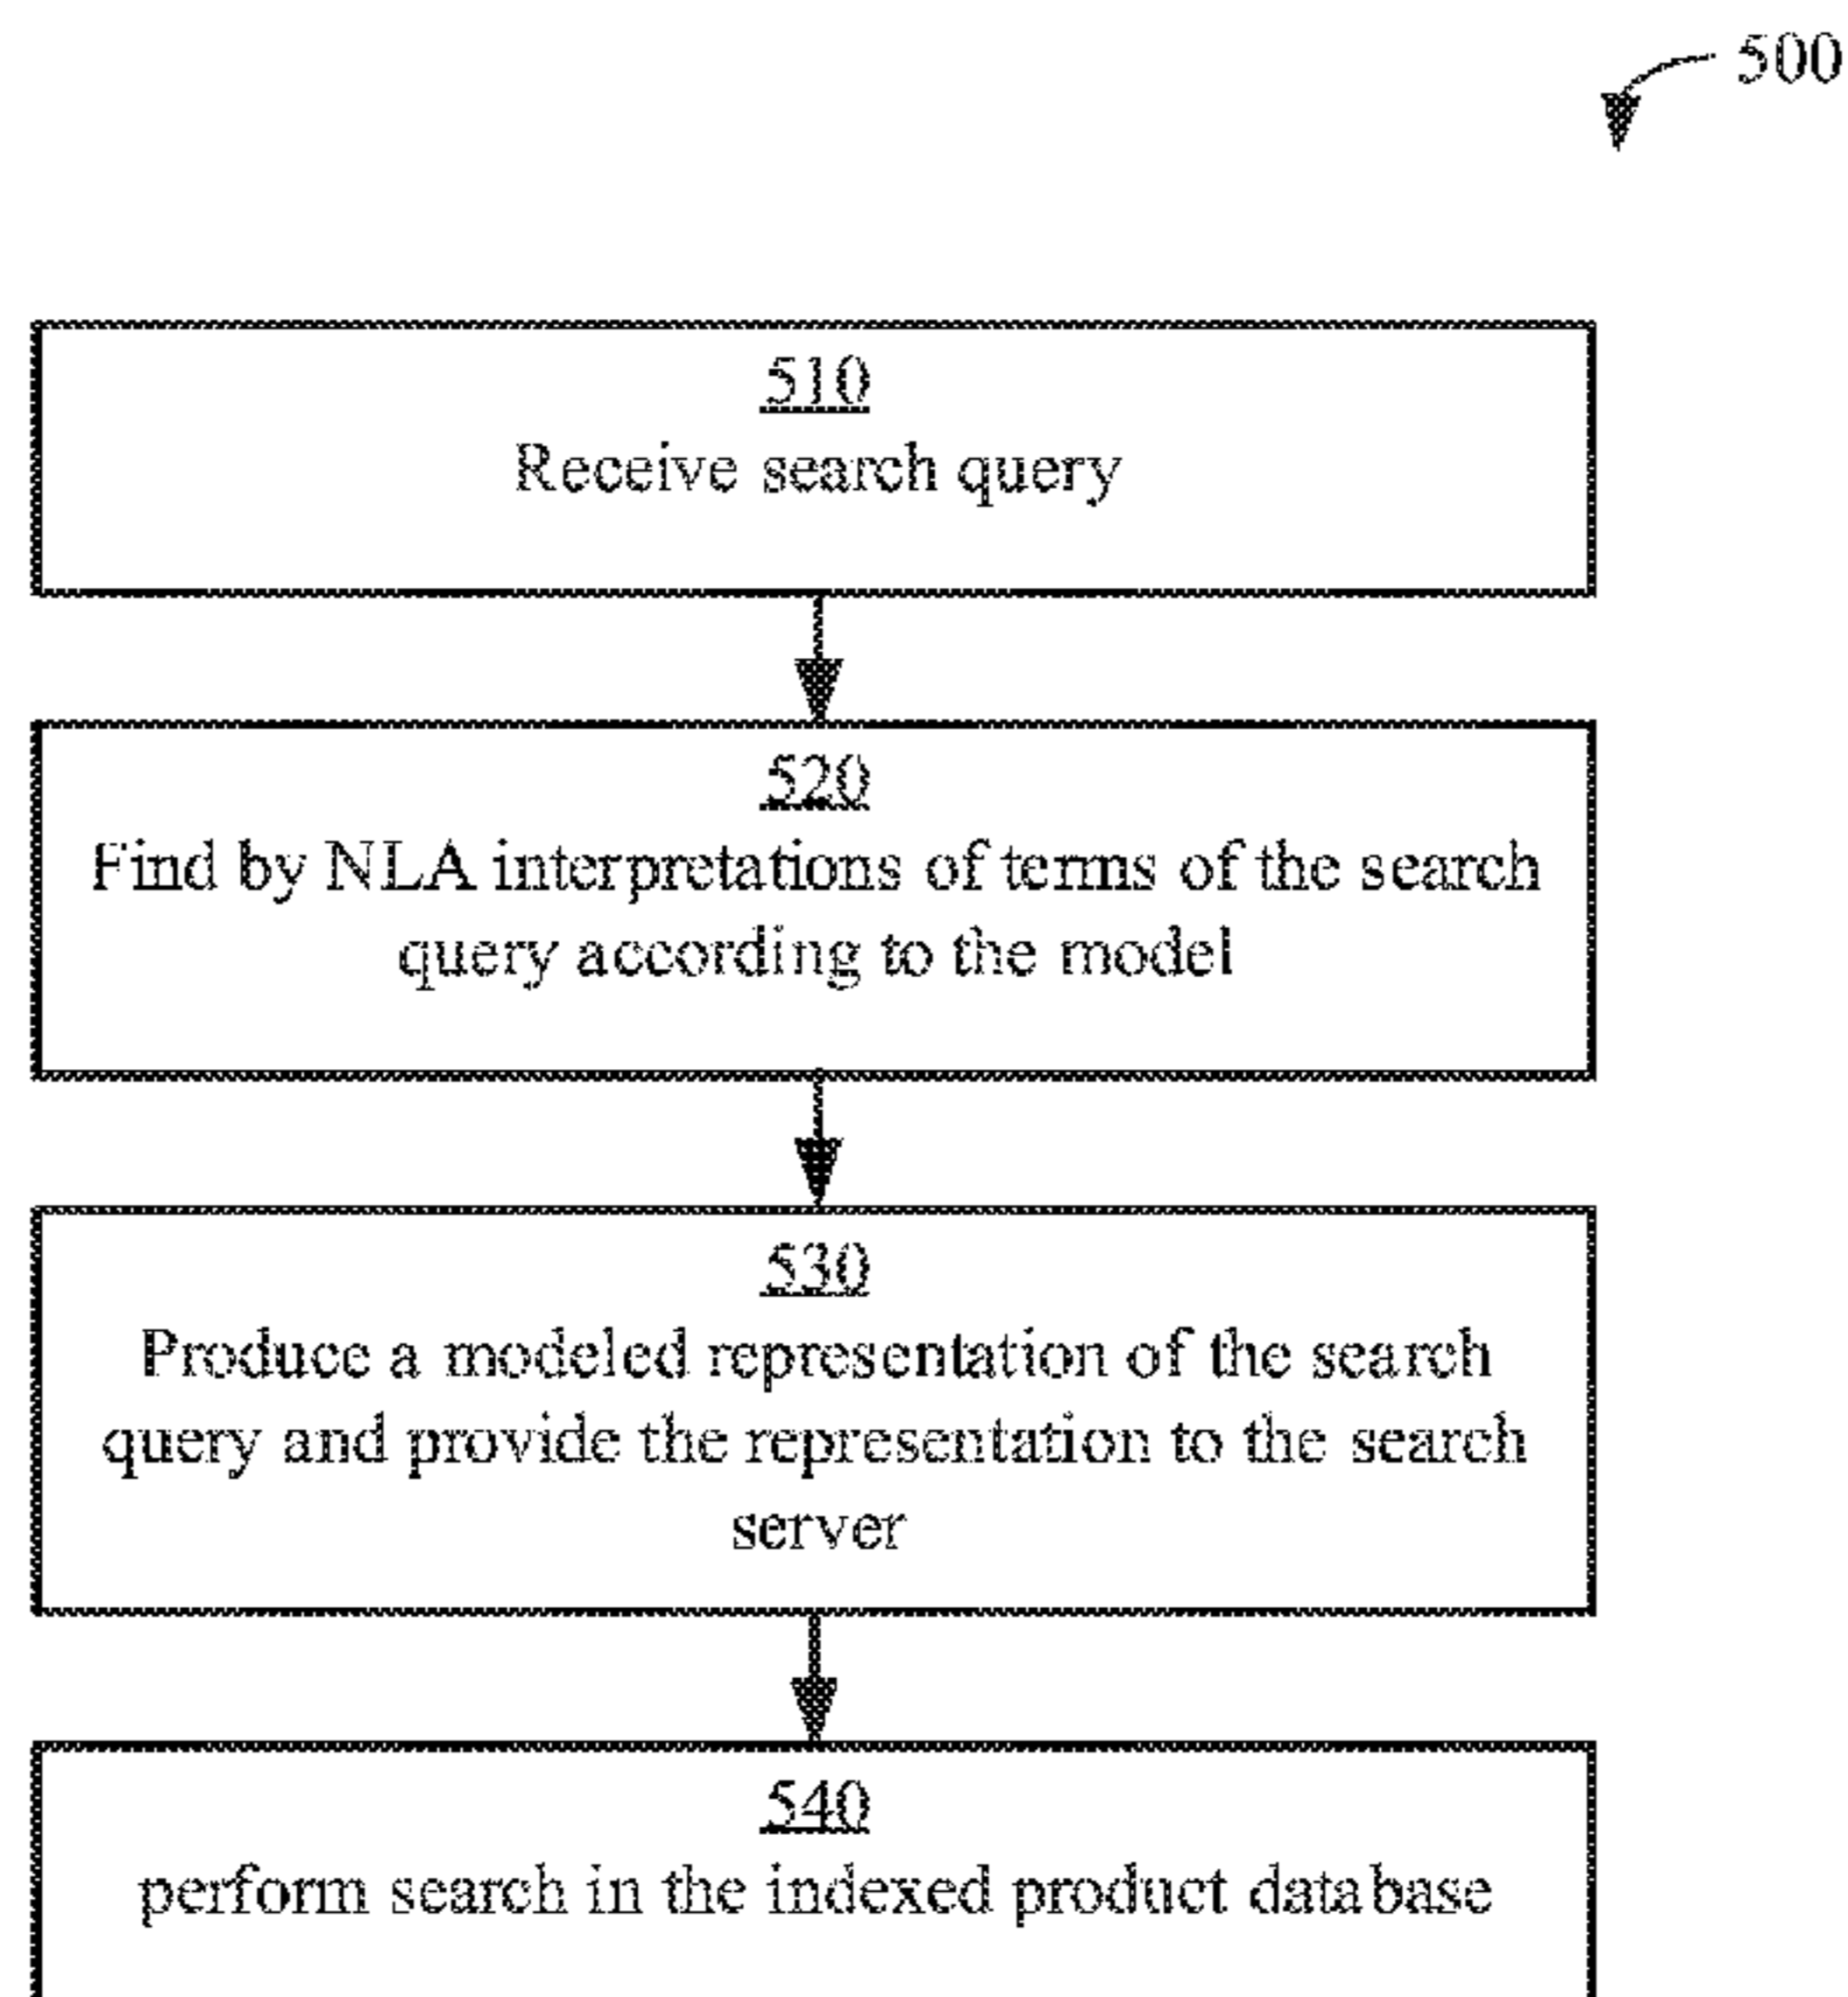 500
510
Receive search query
520
Find by NLA interpretations of terms of the search
query according to the model
530
Produce a modeled representation of the search
query and provide the representation to the search
server
540
perform search in the indexed product database